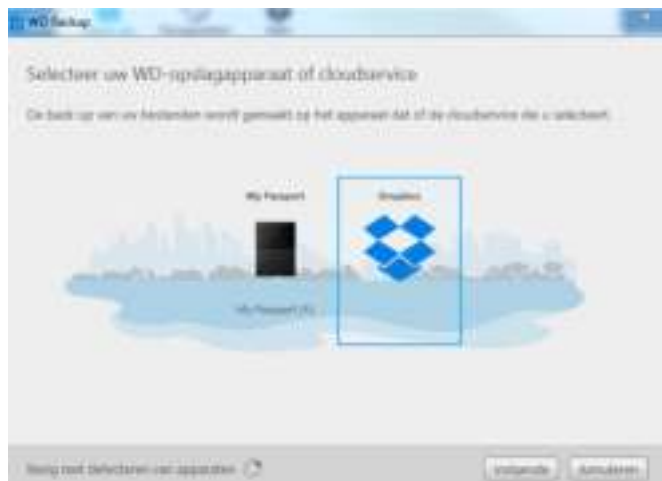 WD Backup
Selecteer uw WD-opslagapparaat of cloudservice
De back-up van uw bestanden wordt gemaakt op het apparaat dat of de cloudservice die u selecteert.
My Passport
Dropbox
My Passport
Bezig met detecteren van apparaten
Volgende
Annuleren